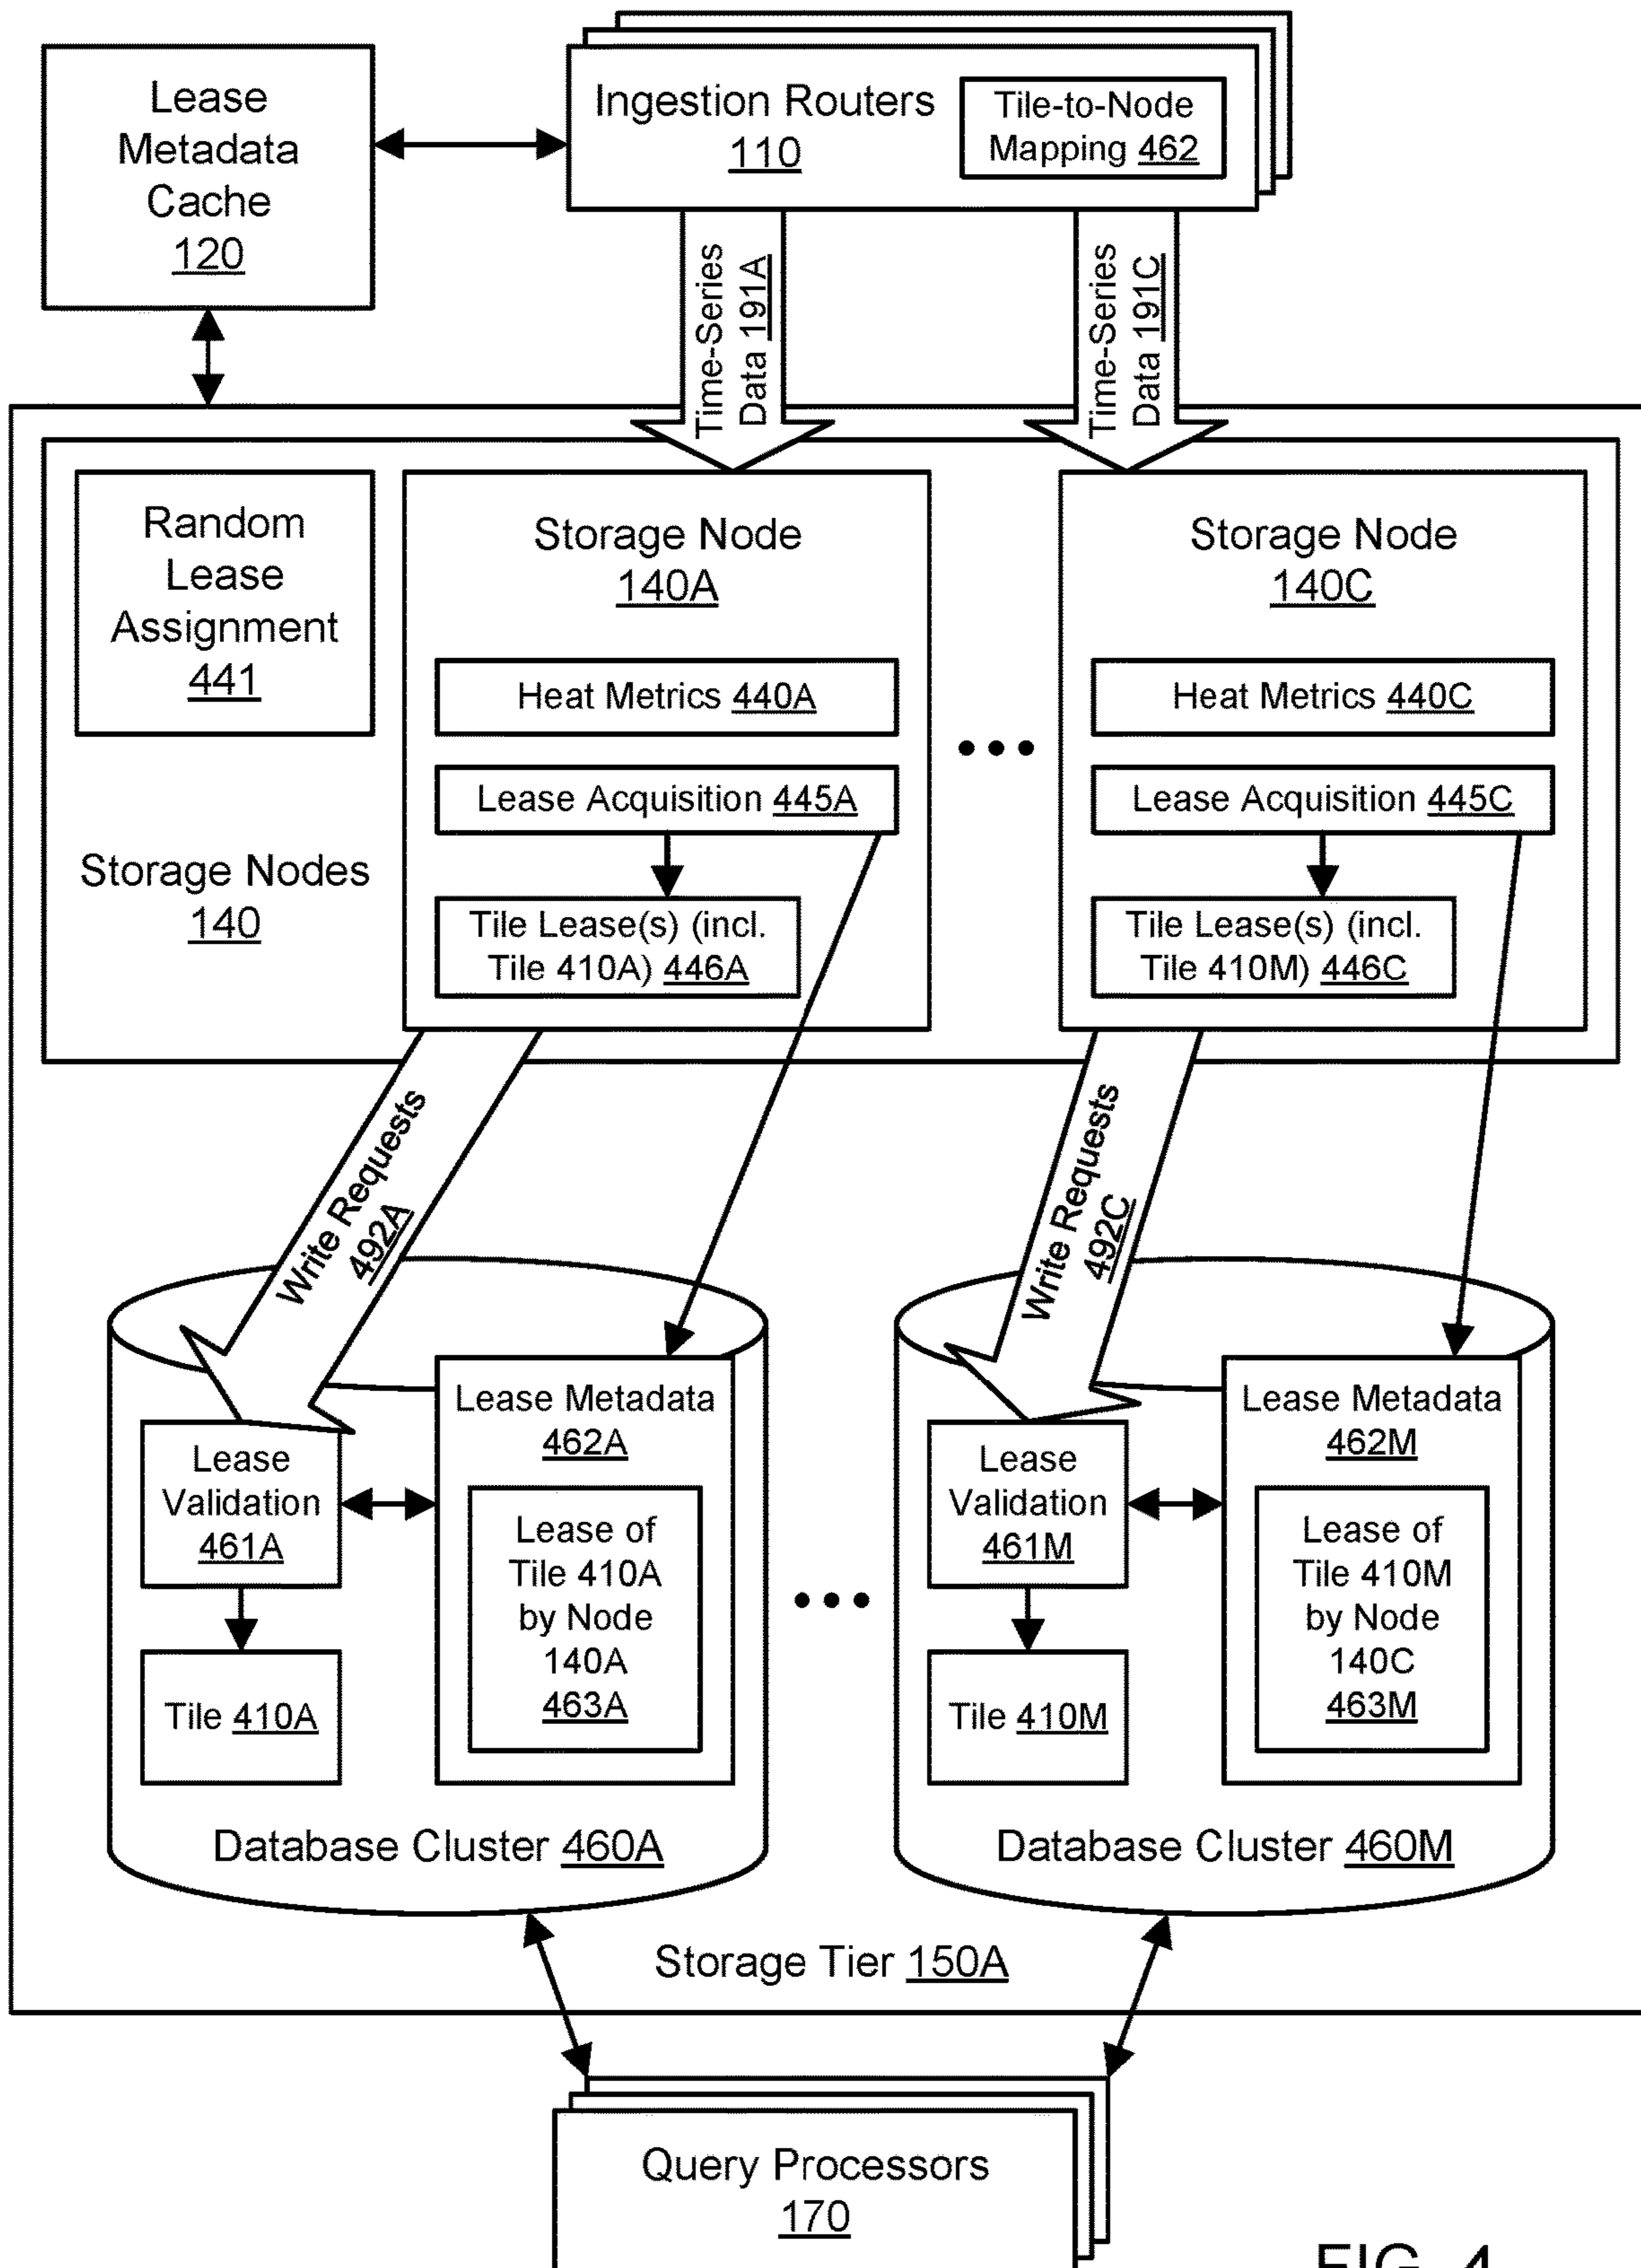 Lease
Metadata
Cache
120
Ingestion Routers
110
Tile-to-Node
Mapping 462
Time-Series
Data 191A
Time-Series
Data 191C
Random
Lease
Assignment
441
Storage Nodes
140
Storage Node
140A
Heat Metrics 440A
Lease Acquisition 445A
Tile Lease(s) (incl.
Tile 410A) 446A
Storage Node
140C
Heat Metrics 440C
Lease Acquisition 445C
Tile Lease(s) (incl.
Tile 410M) 446C
Write Requests
492A
Write Requests
492C
Lease
Validation
461A
Tile 410A
Lease Metadata
462A
Lease of
Tile 410A
by Node
140A
463A
Database Cluster 460A
Lease
Validation
461M
Tile 410M
Lease Metadata
462M
Lease of
Tile 410M
by Node
140C
463M
Database Cluster 460M
Storage Tier 150A
Query Processors
170
FIG. 4